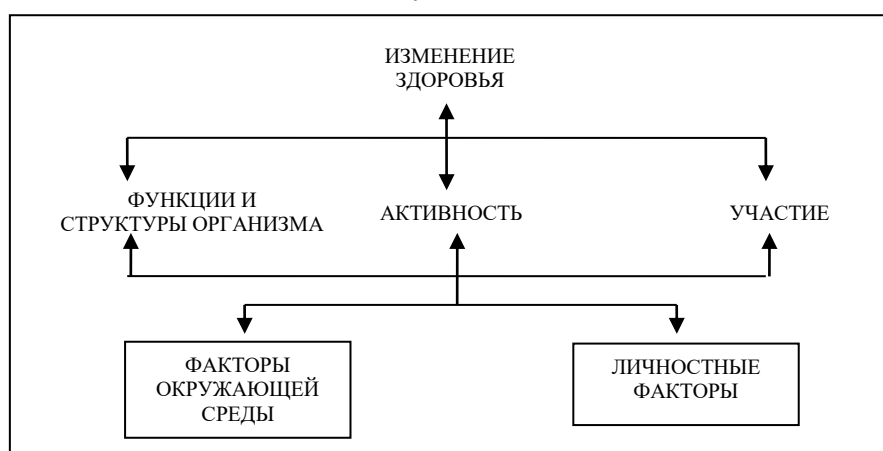 ИЗМЕНЕНИЕ
ЗДОРОВЬЯ
ФУНКЦИИ И
СТРУКТУРЫ ОРГАНИЗМА
АКТИВНОСТЬ
УЧАСТИЕ
ФАКТОРЫ
ОКРУЖАЮЩЕЙ
СРЕДЫ
ЛИЧНОСТНЫЕ
ФАКТОРЫ